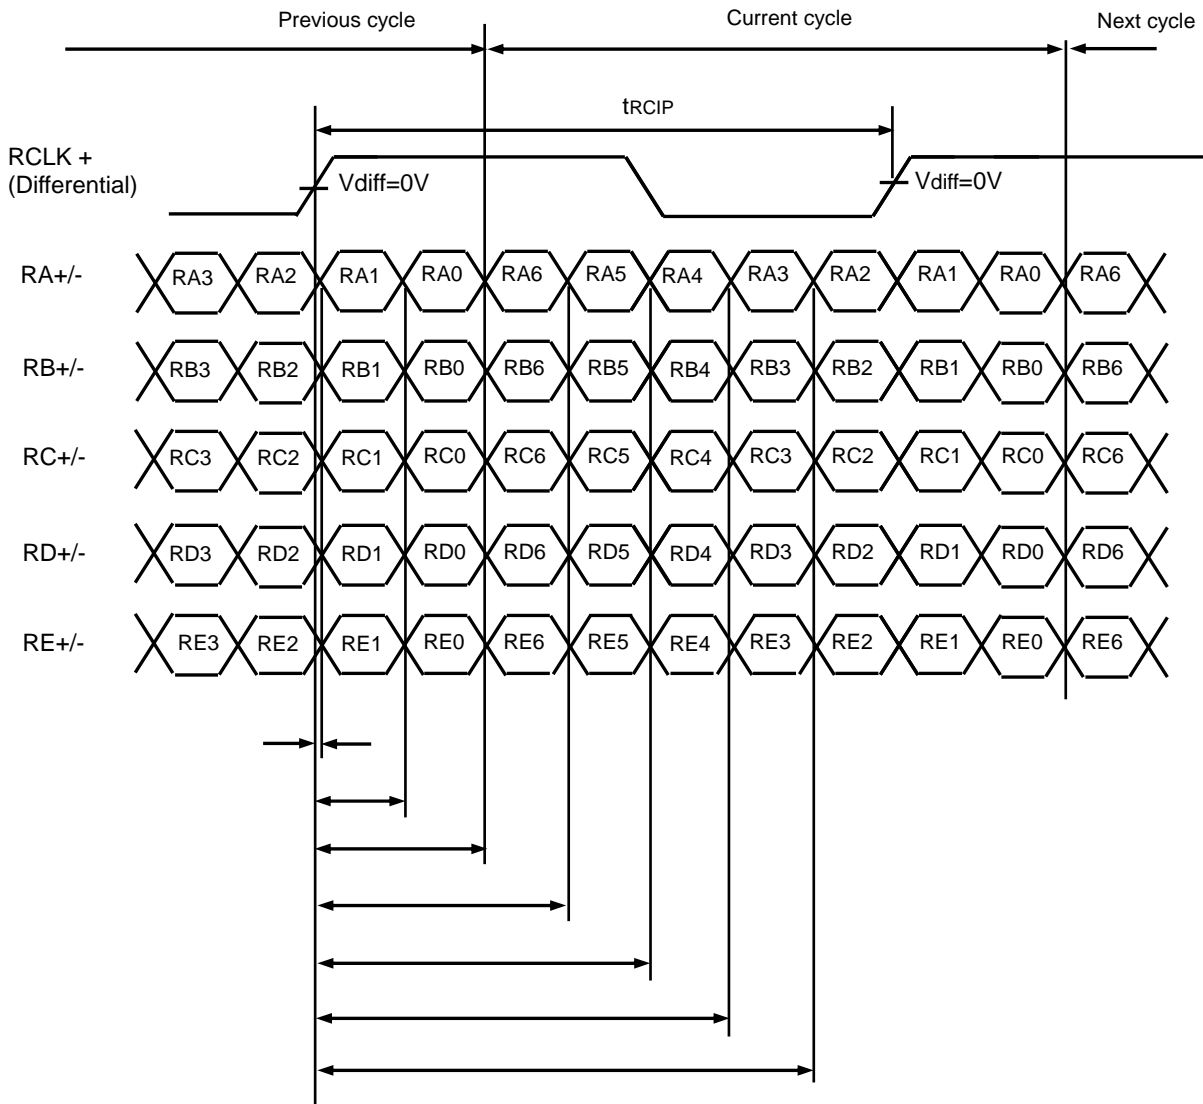 Previous cycle Current cycle Next cycle
tRCIP
RCLK +
(Differential)
Vdiff=0V Vdiff=0V
RA+/- RA3 RA2 RA1 RA0 RA6 RA5 RA4 RA3 RA2 RA1 RA0 RA6
RB+/- RB3 RB2 RB1 RB0 RB6 RB5 RB4 RB3 RB2 RB1 RB0 RB6
RC+/- RC3 RC2 RC1 RC0 RC6 RC5 RC4 RC3 RC2 RC1 RC0 RC6
RD+/- RD3 RD2 RD1 RD0 RD6 RD5 RD4 RD3 RD2 RD1 RD0 RD6
RE+/- RE3 RE2 RE1 RE0 RE6 RE5 RE4 RE3 RE2 RE1 RE0 RE6